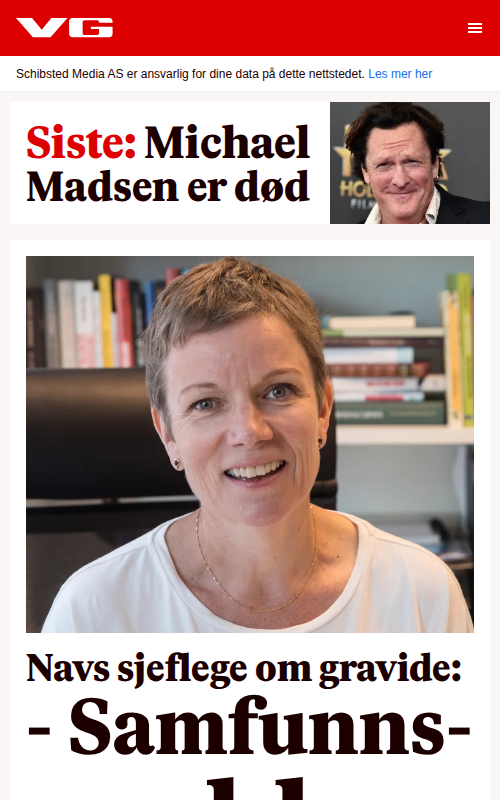 VG
Schibsted Media AS er ansvarlig for dine data på dette nettstedet. Les mer her
Siste: Michael
Madsen er død
Navs sjeflege om gravide:
- Samfunns-